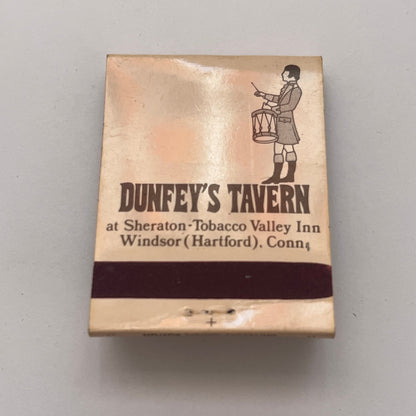 DUNFEY'S TAVERN
at Sheraton-Tobacco Valley Inn
Windsor (Hartford), Conn.